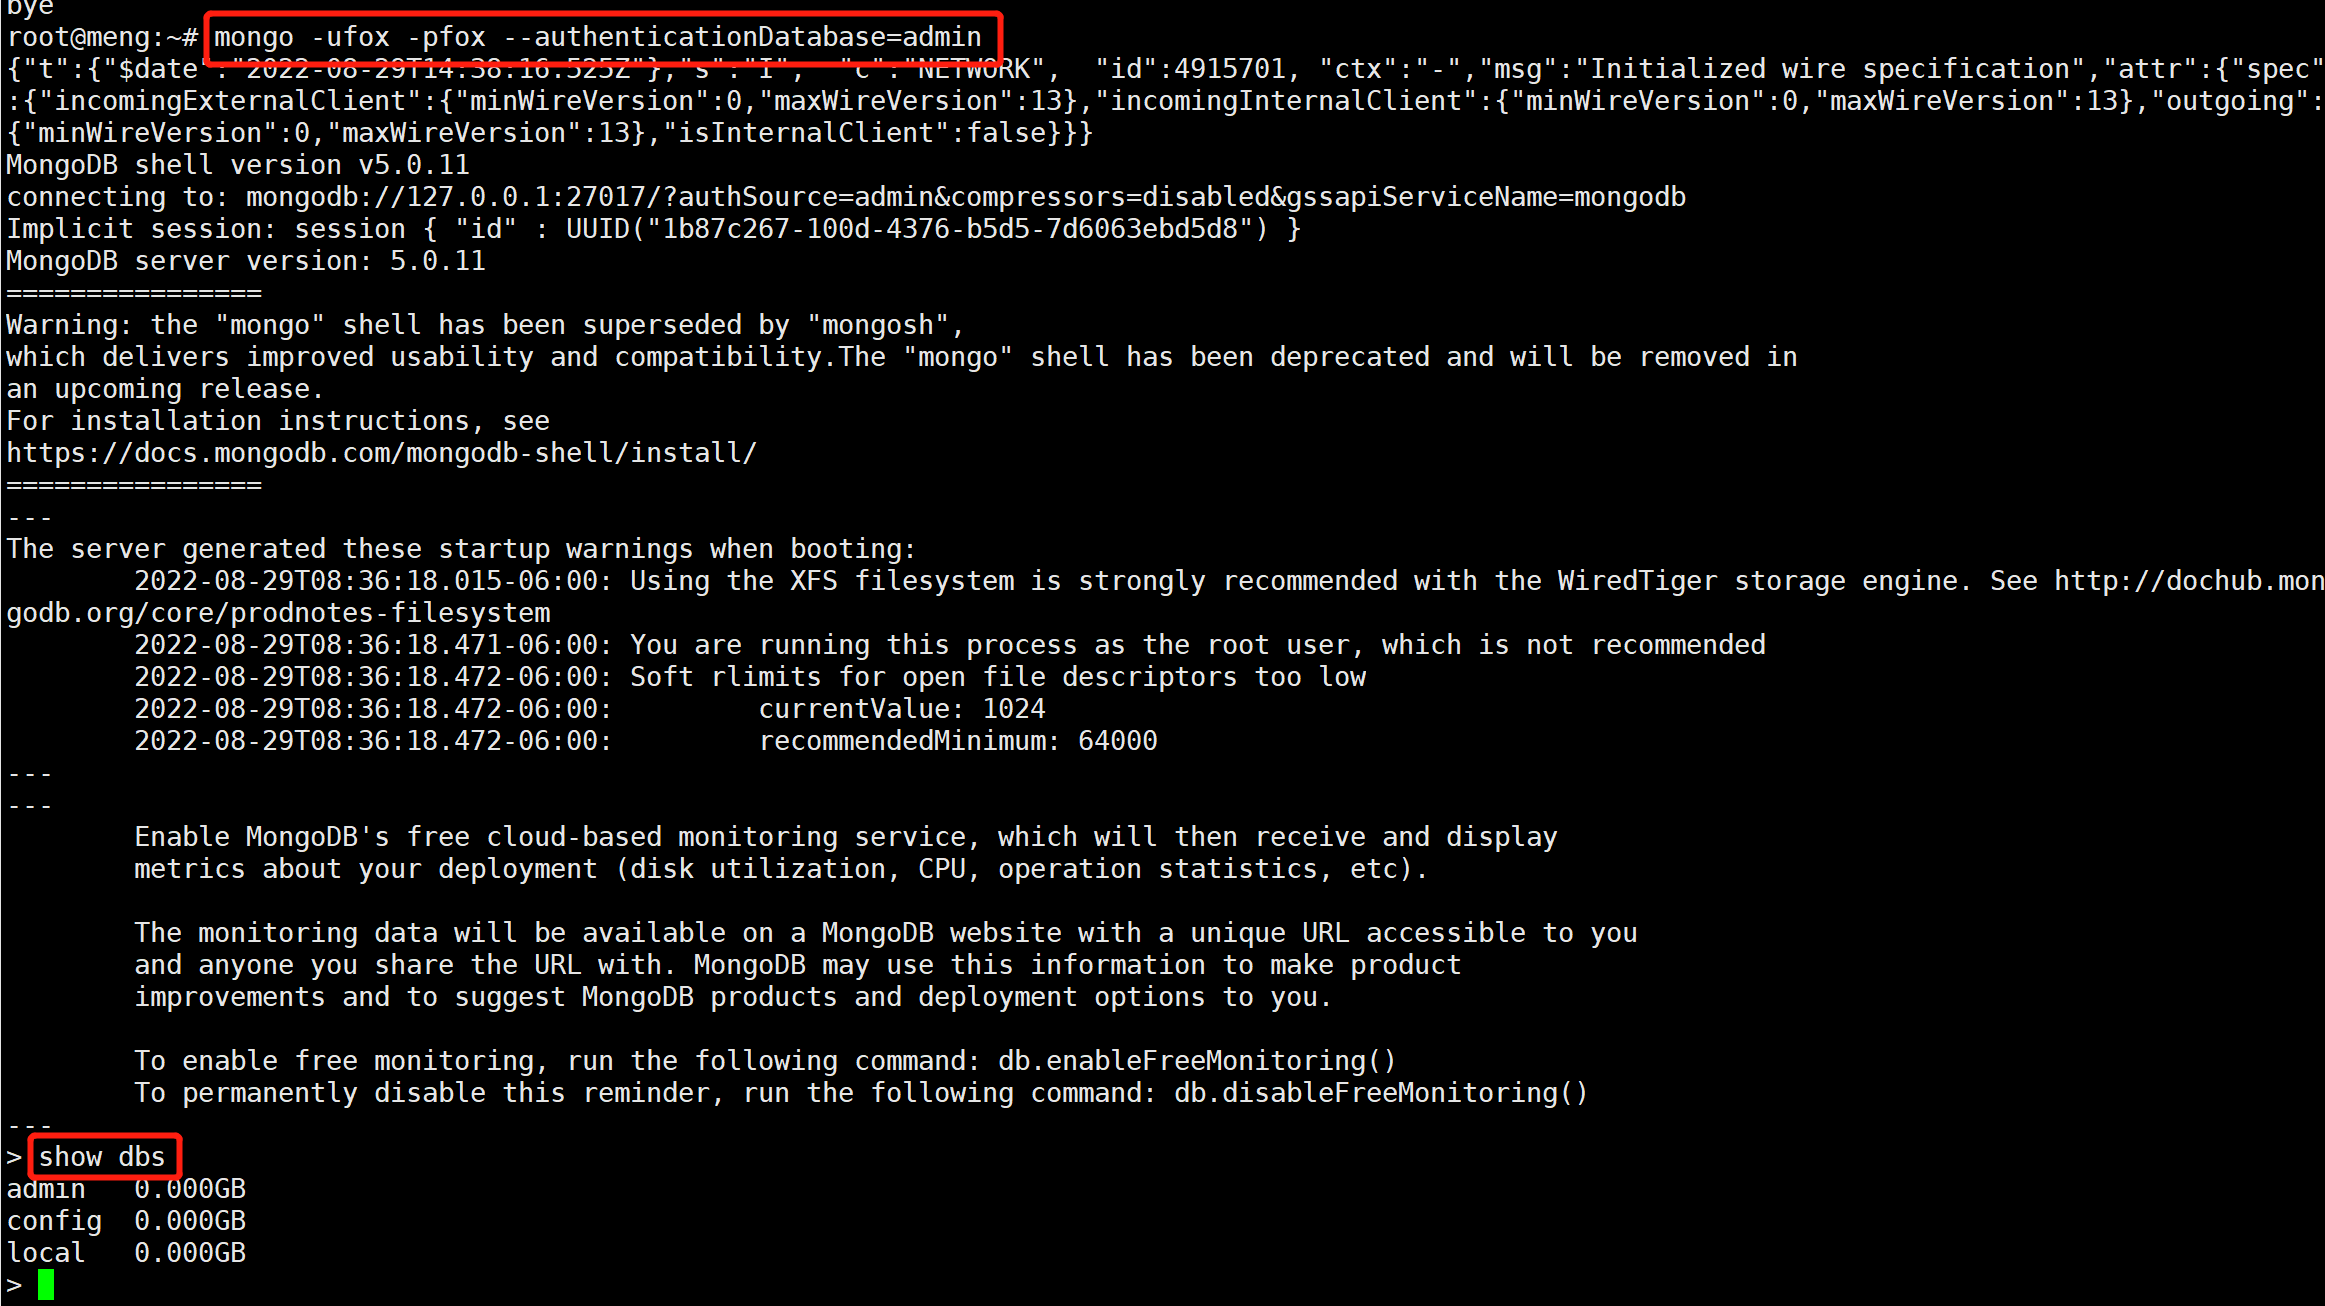 bye
root@meng:~# mongo -ufox -pfox --authenticationDatabase=admin
{"t":{"$date":"2022-08-29T14:38:16.525Z"},"s":"I",  "c":"NETWORK",  "id":4915701, "ctx":"-","msg":"Initialized wire specification","attr":{"spec"
:{"incomingExternalClient":{"minWireVersion":0,"maxWireVersion":13},"incomingInternalClient":{"minWireVersion":0,"maxWireVersion":13},"outgoing":
{"minWireVersion":0,"maxWireVersion":13},"isInternalClient":false}}}
MongoDB shell version v5.0.11
connecting to: mongodb://127.0.0.1:27017/?authSource=admin&compressors=disabled&gssapiServiceName=mongodb
Implicit session: session { "id" : UUID("1b87c267-100d-4376-b5d5-7d6063ebd5d8") }
MongoDB server version: 5.0.11
================
Warning: the "mongo" shell has been superseded by "mongosh",
which delivers improved usability and compatibility.The "mongo" shell has been deprecated and will be removed in
an upcoming release.
For installation instructions, see
https://docs.mongodb.com/mongodb-shell/install/
================
---
The server generated these startup warnings when booting:
        2022-08-29T08:36:18.015-06:00: Using the XFS filesystem is strongly recommended with the WiredTiger storage engine. See http://dochub.mon
godb.org/core/prodnotes-filesystem
        2022-08-29T08:36:18.471-06:00: You are running this process as the root user, which is not recommended
        2022-08-29T08:36:18.472-06:00: Soft rlimits for open file descriptors too low
        2022-08-29T08:36:18.472-06:00:         currentValue: 1024
        2022-08-29T08:36:18.472-06:00:         recommendedMinimum: 64000
---
---
        Enable MongoDB's free cloud-based monitoring service, which will then receive and display
        metrics about your deployment (disk utilization, CPU, operation statistics, etc).

        The monitoring data will be available on a MongoDB website with a unique URL accessible to you
        and anyone you share the URL with. MongoDB may use this information to make product
        improvements and to suggest MongoDB products and deployment options to you.

        To enable free monitoring, run the following command: db.enableFreeMonitoring()
        To permanently disable this reminder, run the following command: db.disableFreeMonitoring()
---
> show dbs
admin   0.000GB
config  0.000GB
local   0.000GB
>